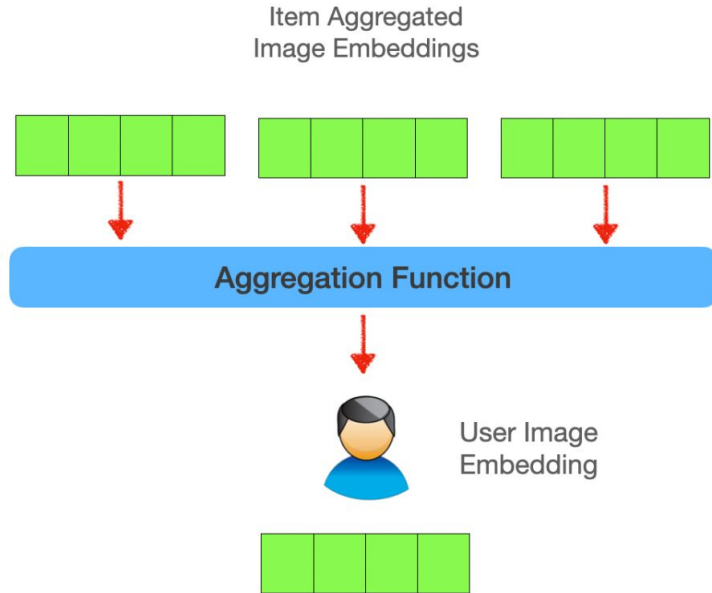 Item Aggregated
Image Embeddings
Aggregation Function
User Image
Embedding